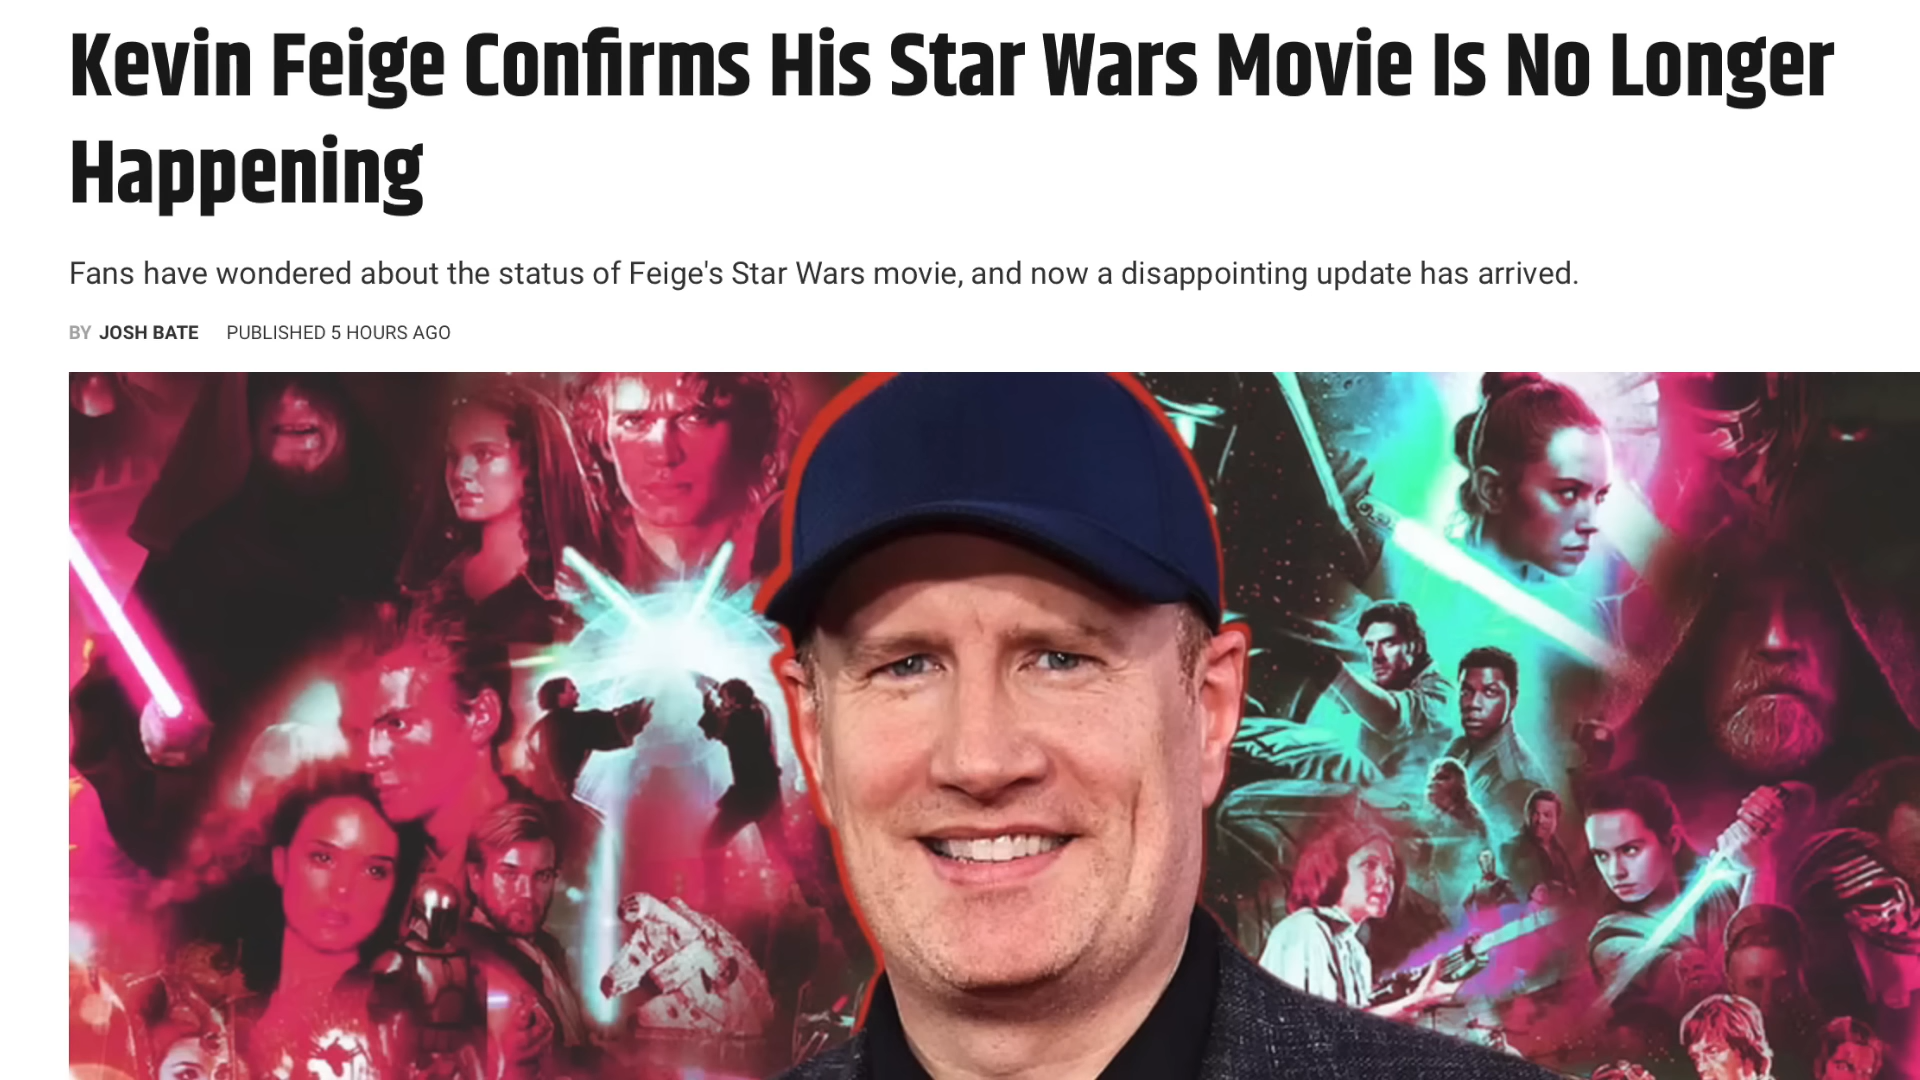 Kevin Feige Confirms His Star Wars Movie Is No Longer
Happening
Fans have wondered about the status of Feige's Star Wars movie, and now a disappointing update has arrived.
BY JOSH BATE PUBLISHED 5 HOURS AGO